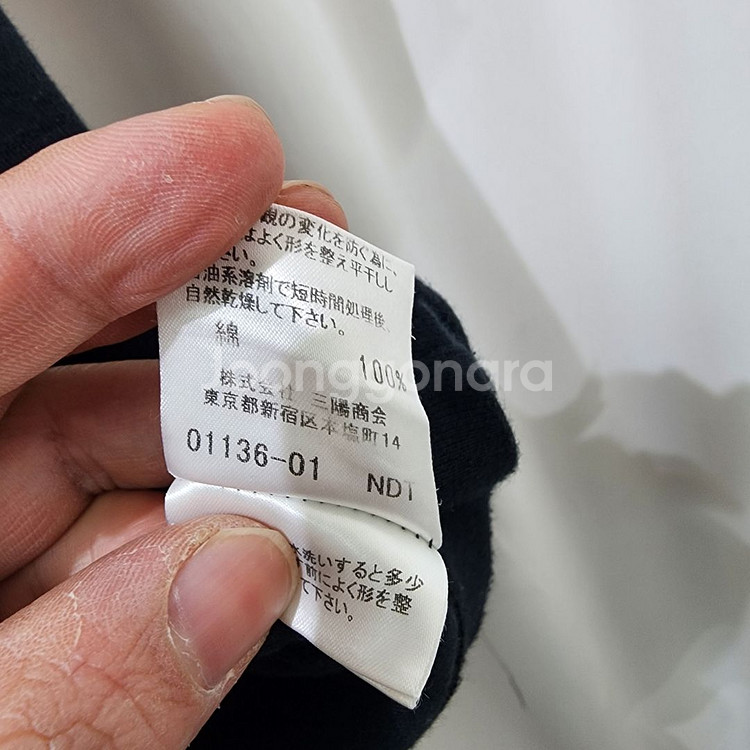 観の変化を防ぐ為に、
よく形を整え平干しし
さい。
石油系溶剤で短時間処理後、
自然乾燥して下さい。
綿
100%
Joonggonara
株式会社 三陽商会
東京都新宿区本塩町14
01136-01 NDT
洗いすると多少
前によく形を整
て下さい。